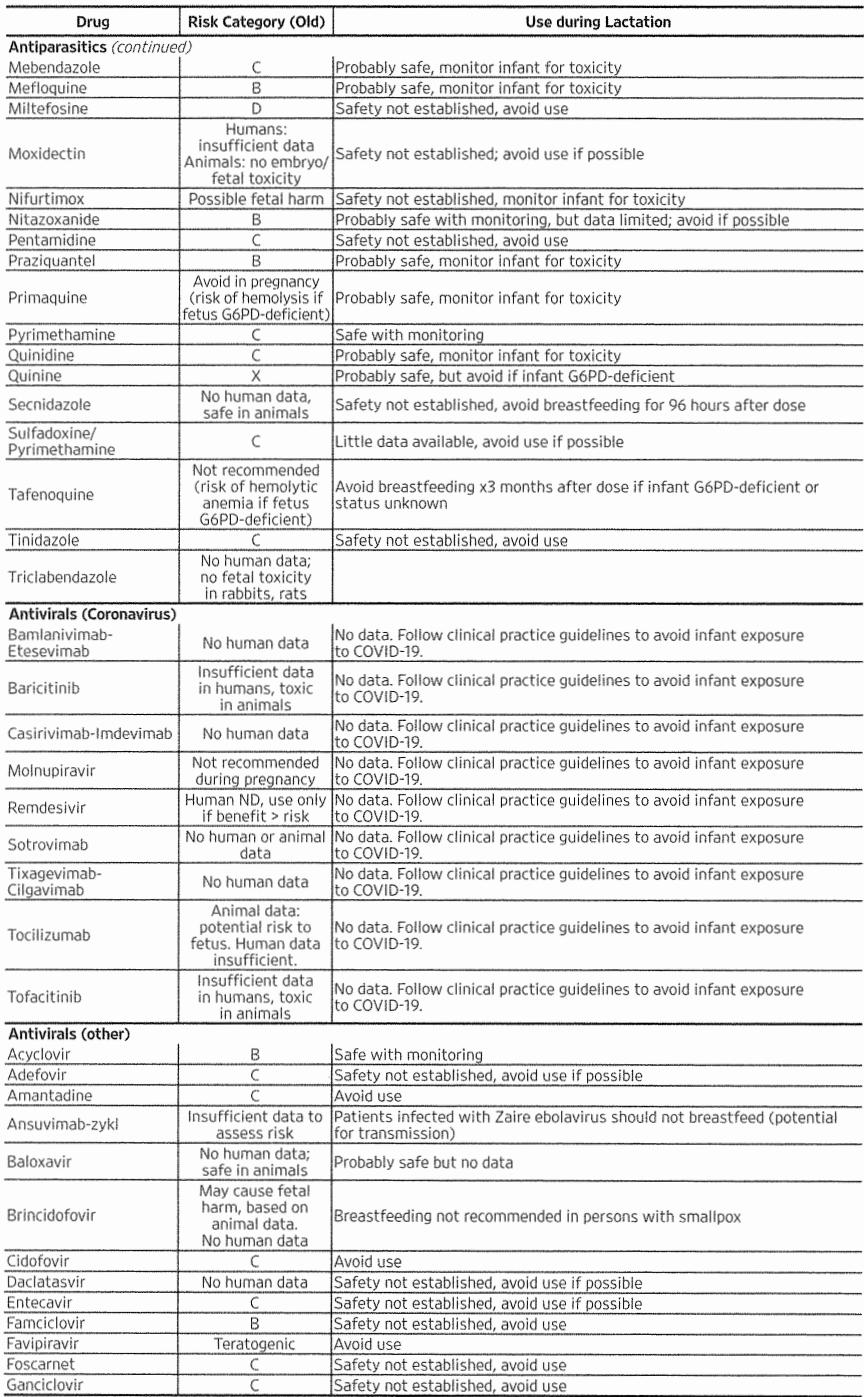 Drug Risk Category (Old) Use during Lactation
Antiparasitics (continued)
Mebendazole C Probably safe, monitor infant for toxicity
Mefloquine B Probably safe, monitor infant for toxicity
Miltefosine D Safety not established, avoid use
Humans:
insufficient data
Moxidectin Animals: no embryo/ Safety not established; avoid use if possible
fetal toxicity
Nifurtimox Possible fetal harm Safety not established, monitor infant for toxicity
Nitazoxanide B Probably safe with monitoring, but data limited; avoid if possible
Pentamidine C Safety not established, avoid use
Praziquantel B Probably safe, monitor infant for toxicity
Avoid in pregnancy
Primaquine (risk of hemolysis if Probably safe, monitor infant for toxicity
fetus G6PD-deficient)
Pyrimethamine C Safe with monitoring
Quinidine C Probably safe, monitor infant for toxicity
Quinine X Probably safe, but avoid if infant G6PD-deficient
Secnidazole No human data, Safety not established, avoid breastfeeding for 96 hours after dose
safe in animals
Sulfadoxine/ C Little data available, avoid use if possible
Pyrimethamine
Not recommended
Tafenoquine (risk of hemolytic Avoid breastfeeding x3 months after dose if infant G6PD-deficient or
anemia if fetus status unknown
G6PD-deficient)
Tinidazole C Safety not established, avoid use
No human data;
Triclabendazole no fetal toxicity
in rabbits, rats
Antivirals (Coronavirus)
Bamlanivimab- No human data No data. Follow clinical practice guidelines to avoid infant exposure
Etesevimab to COVID-19.
Insufficient data
Baricitinib in humans, toxic No data. Follow clinical practice guidelines to avoid infant exposure
in animals to COVID-19.
Casirivimab-Imdevimab No human data No data. Follow clinical practice guidelines to avoid infant exposure
to COVID-19.
Molnupiravir Not recommended No data. Follow clinical practice guidelines to avoid infant exposure
during pregnancy to COVID-19.
Remdesivir Human ND, use only No data. Follow clinical practice guidelines to avoid infant exposure
if benefit > risk to COVID-19.
Sotrovimab No human or animal No data. Follow clinical practice guidelines to avoid infant exposure
data to COVID-19.
Tixagevimab- No human data No data. Follow clinical practice guidelines to avoid infant exposure
Cilgavimab to COVID-19.
Animal data:
Tocilizumab potential risk to No data. Follow clinical practice guidelines to avoid infant exposure
fetus. Human data to COVID-19.
insufficient.
Insufficient data
Tofacitinib in humans, toxic No data. Follow clinical practice guidelines to avoid infant exposure
in animals to COVID-19.
Antivirals (other)
Acyclovir B Safe with monitoring
Adefovir C Safety not established, avoid use if possible
Amantadine C Avoid use
Ansuvimab-zykl Insufficient data to Patients infected with Zaire ebolavirus should not breastfeed (potential
assess risk for transmission)
Baloxavir No human data; Probably safe but no data
safe in animals
May cause fetal
Brincidofovir harm, based on Breastfeeding not recommended in persons with smallpox
animal data.
No human data
Cidofovir C Avoid use
Daclatasvir No human data Safety not established, avoid use if possible
Entecavir C Safety not established, avoid use if possible
Famciclovir B Safety not established, avoid use
Favipiravir Teratogenic Avoid use
Foscarnet C Safety not established, avoid use
Ganciclovir C Safety not established, avoid use